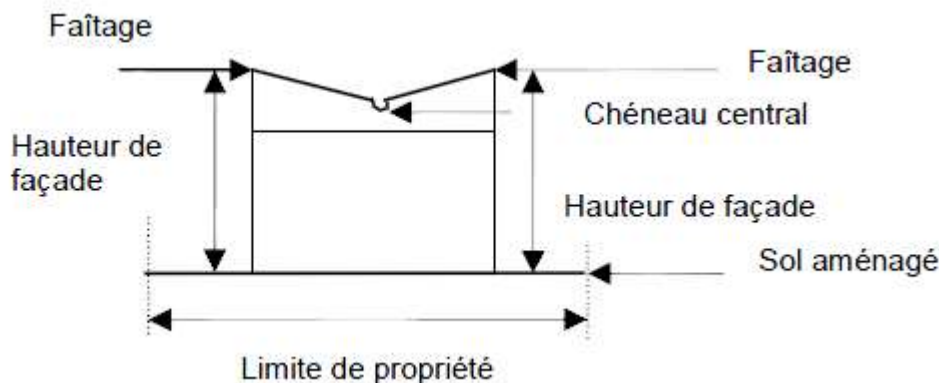 Faîtage
Faîtage
Chéneau central
Hauteur de
façade
Hauteur de façade
Sol aménagé
Limite de propriété